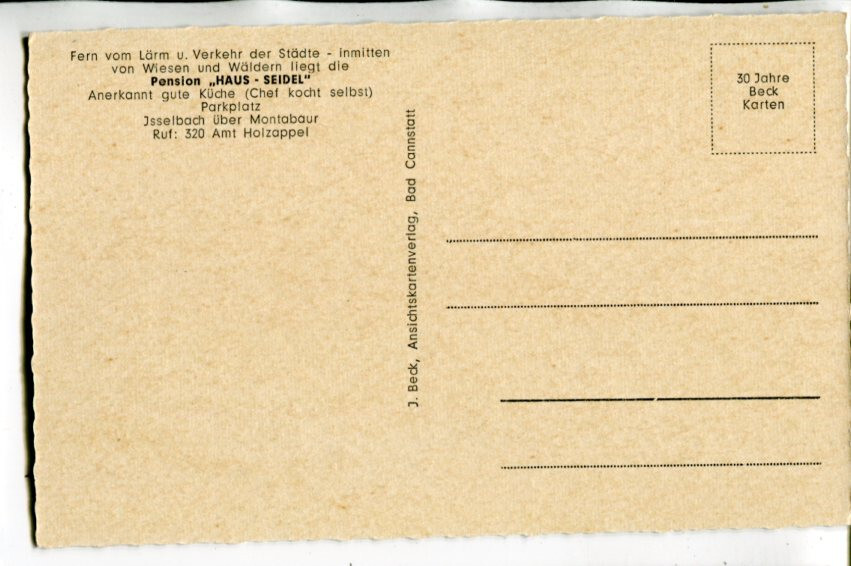 Fern vom Lärm u. Verkehr der Städte - inmitten
von Wiesen und Wäldern liegt die
Pension „HAUS - SEIDEL"
Anerkannt gute Küche (Chef kocht selbst)
Parkplatz
Jsselbach über Montabaur
Ruf: 320 Amt Holzappel
J. Beck, Ansichtskartenverlag, Bad Cannstatt
30 Jahre
Beck
Karten